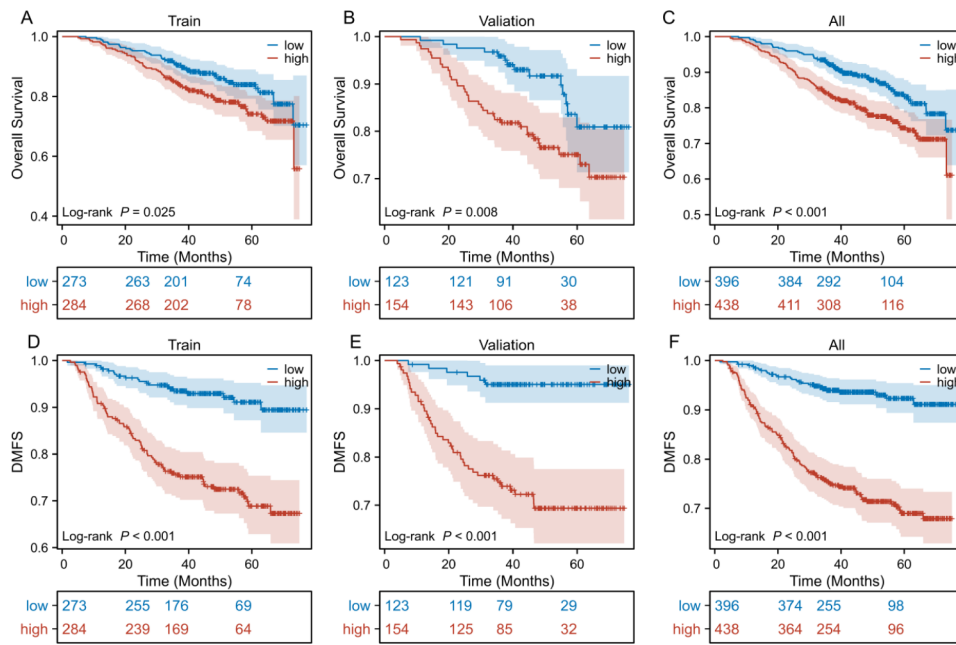 A Train
1.0
0.8
0.6
0.4
Overall Survival
low
high
Log-rank P = 0.025
0 20 40 60
Time (Months)
low 273 263 201 74
high 284 268 202 78
B Valiation
1.0
0.9
0.8
0.7
Overall Survival
low
high
Log-rank P = 0.008
0 20 40 60
Time (Months)
low 123 121 91 30
high 154 143 106 38
C All
1.0
0.9
0.8
0.7
0.6
0.5
Overall Survival
low
high
Log-rank P < 0.001
0 20 40 60
Time (Months)
low 396 384 292 104
high 438 411 308 116
D Train
1.0
0.9
0.8
0.7
0.6
DMFS
low
high
Log-rank P < 0.001
0 20 40 60
Time (Months)
low 273 255 176 69
high 284 239 169 64
E Valiation
1.0
0.9
0.8
0.7
DMFS
low
high
Log-rank P < 0.001
0 20 40 60
Time (Months)
low 123 119 79 29
high 154 125 85 32
F All
1.0
0.9
0.8
0.7
DMFS
low
high
Log-rank P < 0.001
0 20 40 60
Time (Months)
low 396 374 255 98
high 438 364 254 96